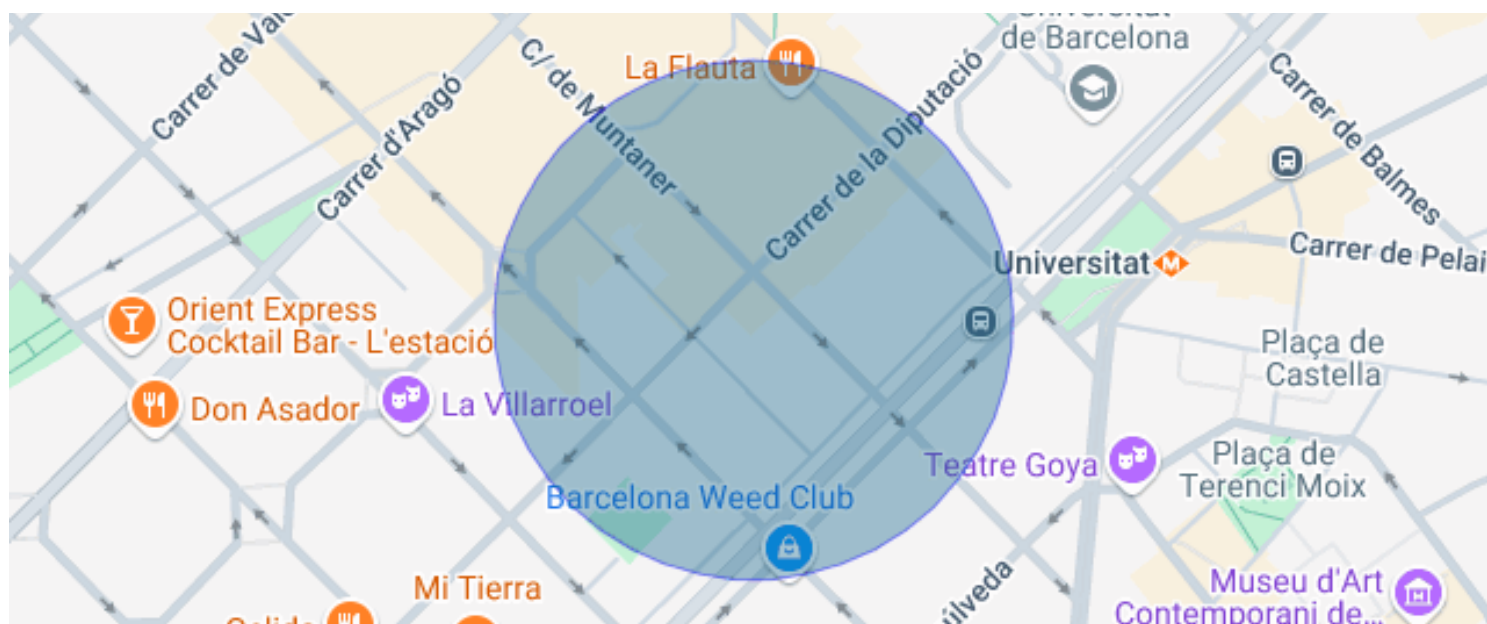 Universitat
de Barcelona
Carrer de
C/ de Muntaner
La Flauta
Carrer d'Aragó
Carrer de la Diputació
Carrer de Balmes
Universitat
M
Carrer de Pelai
Orient Express
Cocktail Bar - L'estació
Don Asador
La Villarroel
Plaça de
Castella
Teatre Goya
Plaça de
Terenci Moix
Barcelona Weed Club
Mi Tierra
Museu d'Art
Contemporani de...